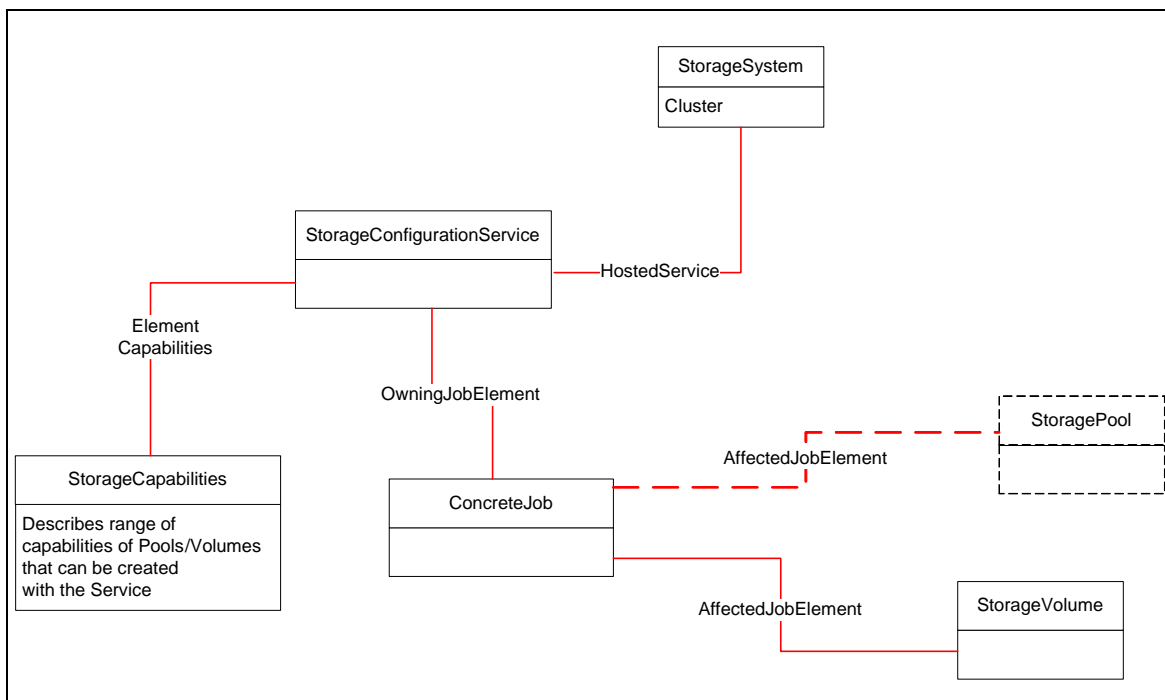 StorageSystem
Cluster
StorageConfigurationService
HostedService
Element
Capabilities
OwningJobElement
StoragePool
AffectedJobElement
StorageCapabilities
Describes range of
capabilities of Pools/Volumes
that can be created
with the Service
ConcreteJob
AffectedJobElement
StorageVolume